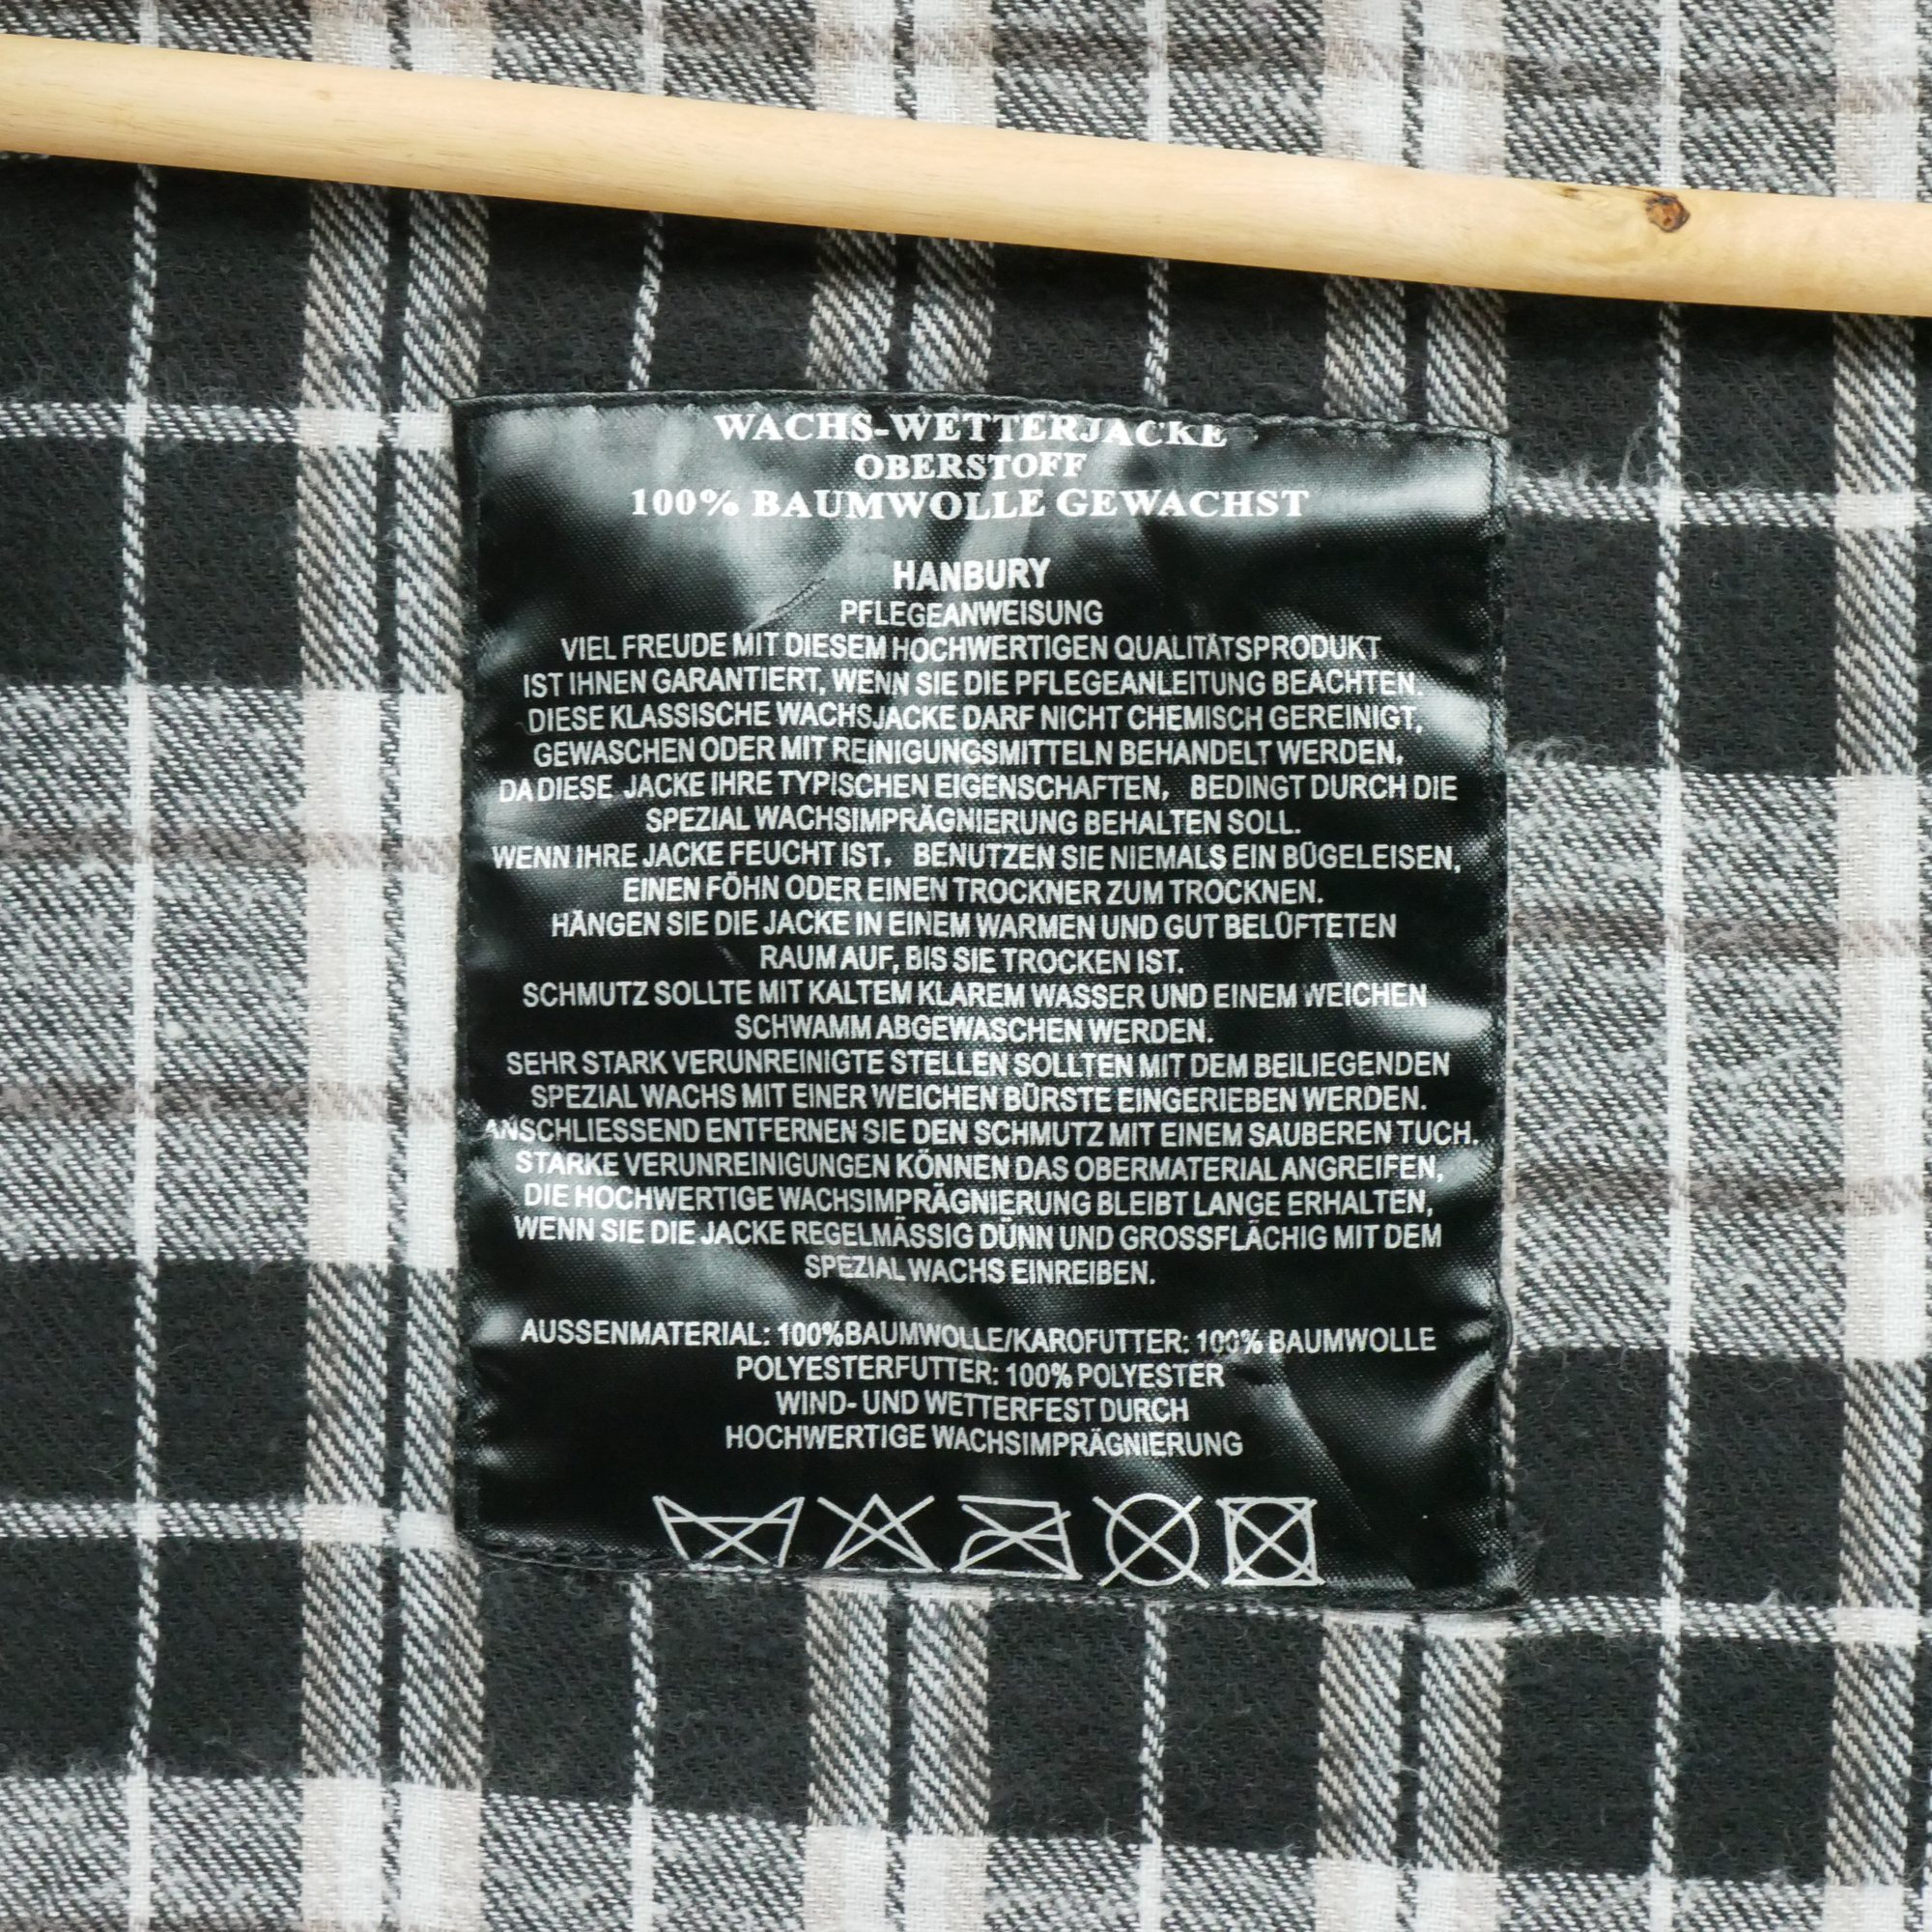 WACHS-WETTERJACKE
OBERSTOFF
100% BAUMWOLLE GEWACHST
HANBURY
PFLEGEANWEISUNG
VIEL FREUDE MIT DIESEM HOCHWERTIGEN QUALITÄTSPRODUKT
IST IHNEN GARANTIERT, WENN SIE DIE PFLEGEANLEITUNG BEACHTEN.
DIESE KLASSISCHE WACHSJACKE DARF NICHT CHEMISCH GEREINIGT,
GEWASCHEN ODER MIT REINIGUNGSMITTELN BEHANDELT WERDEN,
DA DIESE JACKE IHRE TYPISCHEN EIGENSCHAFTEN, BEDINGT DURCH DIE
SPEZIAL WACHSIMPRÄGNIERUNG BEHALTEN SOLL.
WENN IHRE JACKE FEUCHT IST, BENUTZEN SIE NIEMALS EIN BÜGELEISEN,
EINEN FÖHN ODER EINEN TROCKNER ZUM TROCKNEN.
HÄNGEN SIE DIE JACKE IN EINEM WARMEN UND GUT BELÜFTETEN
RAUM AUF, BIS SIE TROCKEN IST.
SCHMUTZ SOLLTE MIT KALTEM KLAREM WASSER UND EINEM WEICHEN
SCHWAMM ABGEWASCHEN WERDEN.
SEHR STARK VERUNREINIGTE STELLEN SOLLTEN MIT DEM BEILIEGENDEN
SPEZIAL WACHS MIT EINER WEICHEN BÜRSTE EINGERIEBEN WERDEN.
ANSCHLIESSEND ENTFERNEN SIE DEN SCHMUTZ MIT EINEM SAUBEREN TUCH.
STARKE VERUNREINIGUNGEN KÖNNEN DAS OBERMATERIAL ANGREIFEN,
DIE HOCHWERTIGE WACHSIMPRÄGNIERUNG BLEIBT LANGE ERHALTEN,
WENN SIE DIE JACKE REGELMÄSSIG DÜNN UND GROSSFLÄCHIG MIT DEM
SPEZIAL WACHS EINREIBEN.
AUSSENMATERIAL: 100%BAUMWOLLE/KAROFUTTER: 100% BAUMWOLLE
POLYESTERFUTTER: 100% POLYESTER
WIND- UND WETTERFEST DURCH
HOCHWERTIGE WACHSIMPRÄGNIERUNG